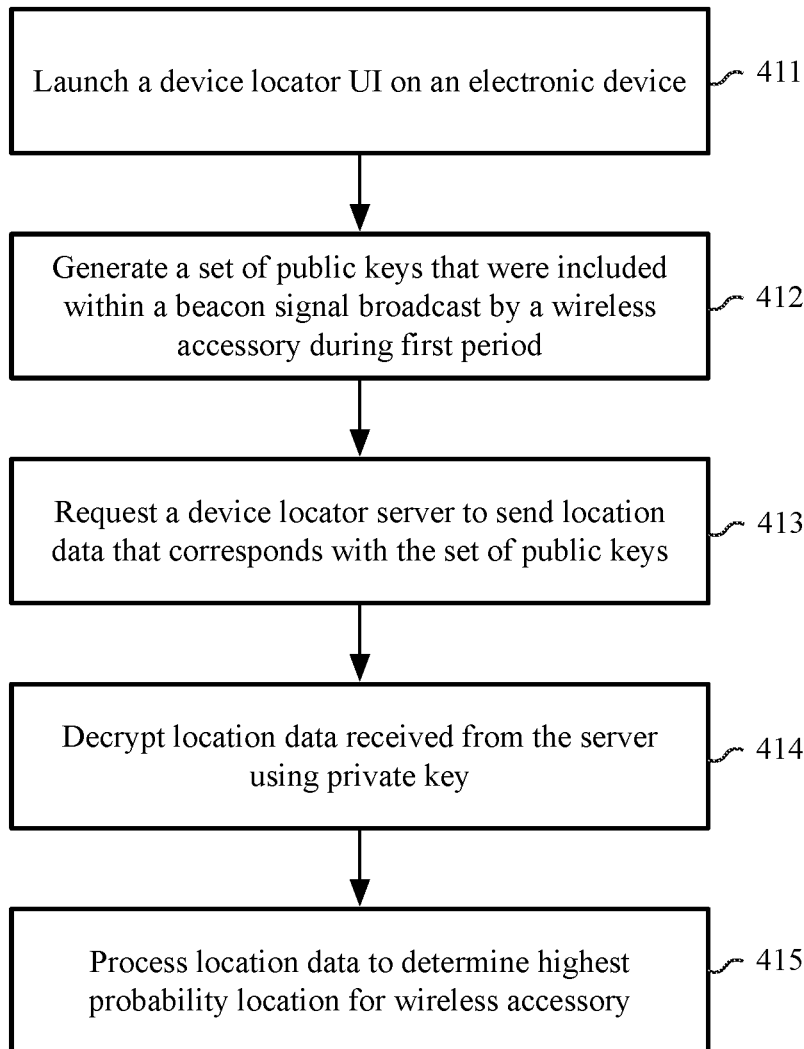 Launch a device locator UI on an electronic device
411
Generate a set of public keys that were included
within a beacon signal broadcast by a wireless
accessory during first period
412
Request a device locator server to send location
data that corresponds with the set of public keys
413
Decrypt location data received from the server
using private key
414
Process location data to determine highest
probability location for wireless accessory
415